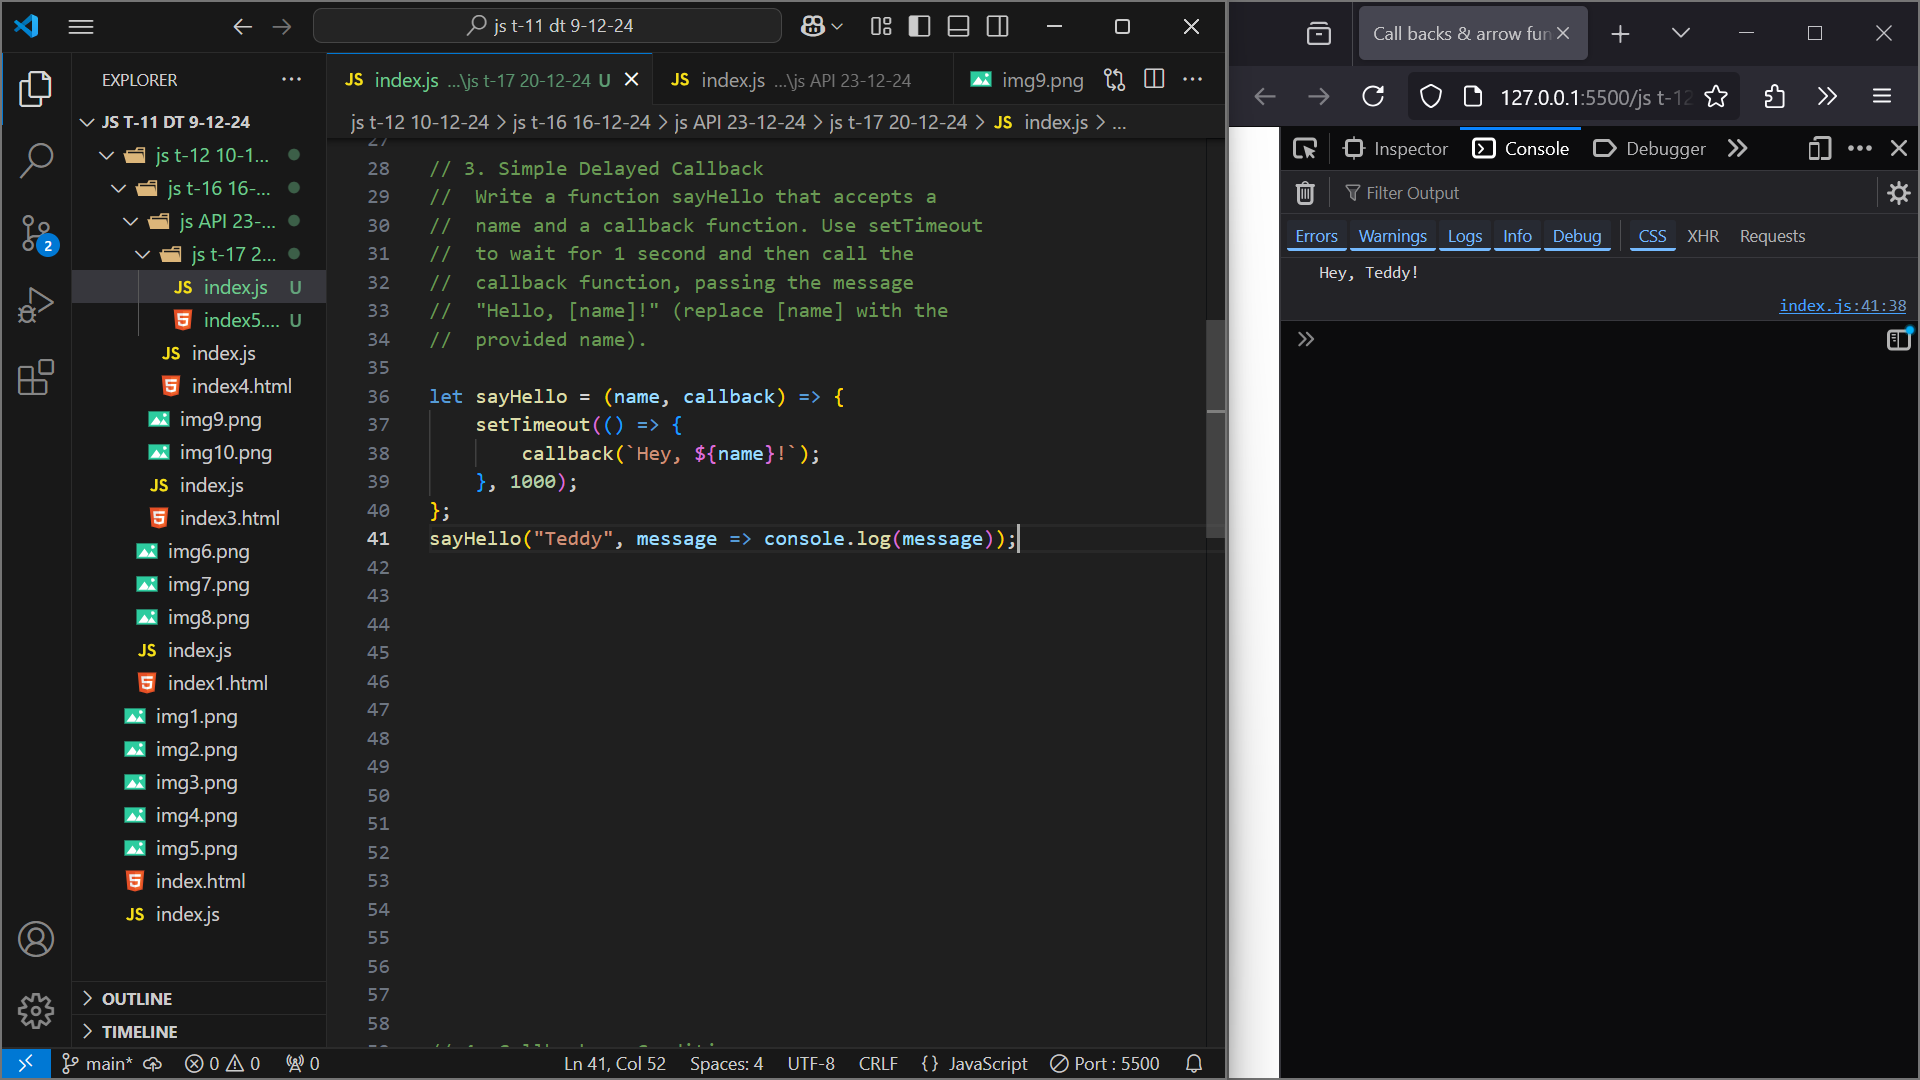 js t-11 dt 9-12-24
EXPLORER
JS T-11 DT 9-12-24
js t-12 10-1...
js t-16 16-...
js API 23-...
js t-17 2...
JS index.js U
index5.... U
JS index.js
index4.html
img9.png
img10.png
JS index.js
index3.html
img6.png
img7.png
img8.png
JS index.js
index1.html
img1.png
img2.png
img3.png
img4.png
img5.png
index.html
JS index.js
OUTLINE
TIMELINE
JS index.js ...\js t-17 20-12-24 U
JS index.js ...\js API 23-12-24
img9.png
js t-12 10-12-24 > js t-16 16-12-24 > js API 23-12-24 > js t-17 20-12-24 > JS index.js > ...
27
28 // 3. Simple Delayed Callback
29 //  Write a function sayHello that accepts a
30 //  name and a callback function. Use setTimeout
31 //  to wait for 1 second and then call the
32 //  callback function, passing the message
33 //  "Hello, [name]!" (replace [name] with the
34 //  provided name).
35
36 let sayHello = (name, callback) => {
37     setTimeout(() => {
38         callback(`Hey, ${name}!`);
39     }, 1000);
40 };
41 sayHello("Teddy", message => console.log(message));
42
43
44
45
46
47
48
49
50
51
52
53
54
55
56
57
58
2
main*
0
0
0
Ln 41, Col 52
Spaces: 4
UTF-8
CRLF
{} JavaScript
Port : 5500
Call backs & arrow fun
127.0.0.1:5500/js t-12
Inspector
Console
Debugger
Filter Output
Errors
Warnings
Logs
Info
Debug
CSS
XHR
Requests
Hey, Teddy!
index.js:41:38